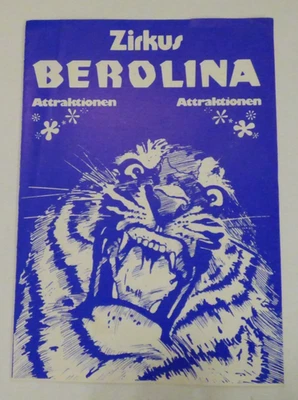 Zirkus
BEROLINA
Attraktionen Attraktionen